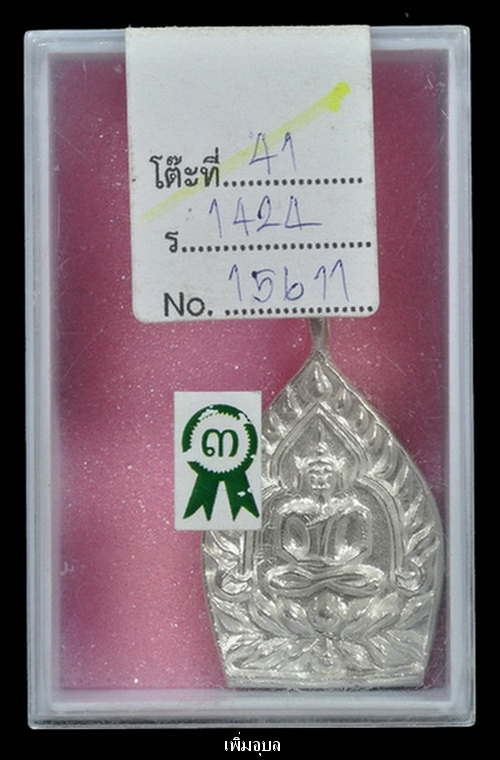 โต๊ะที่ 41
ร 1424
No. 15611
๓
เพิ่มอุบล